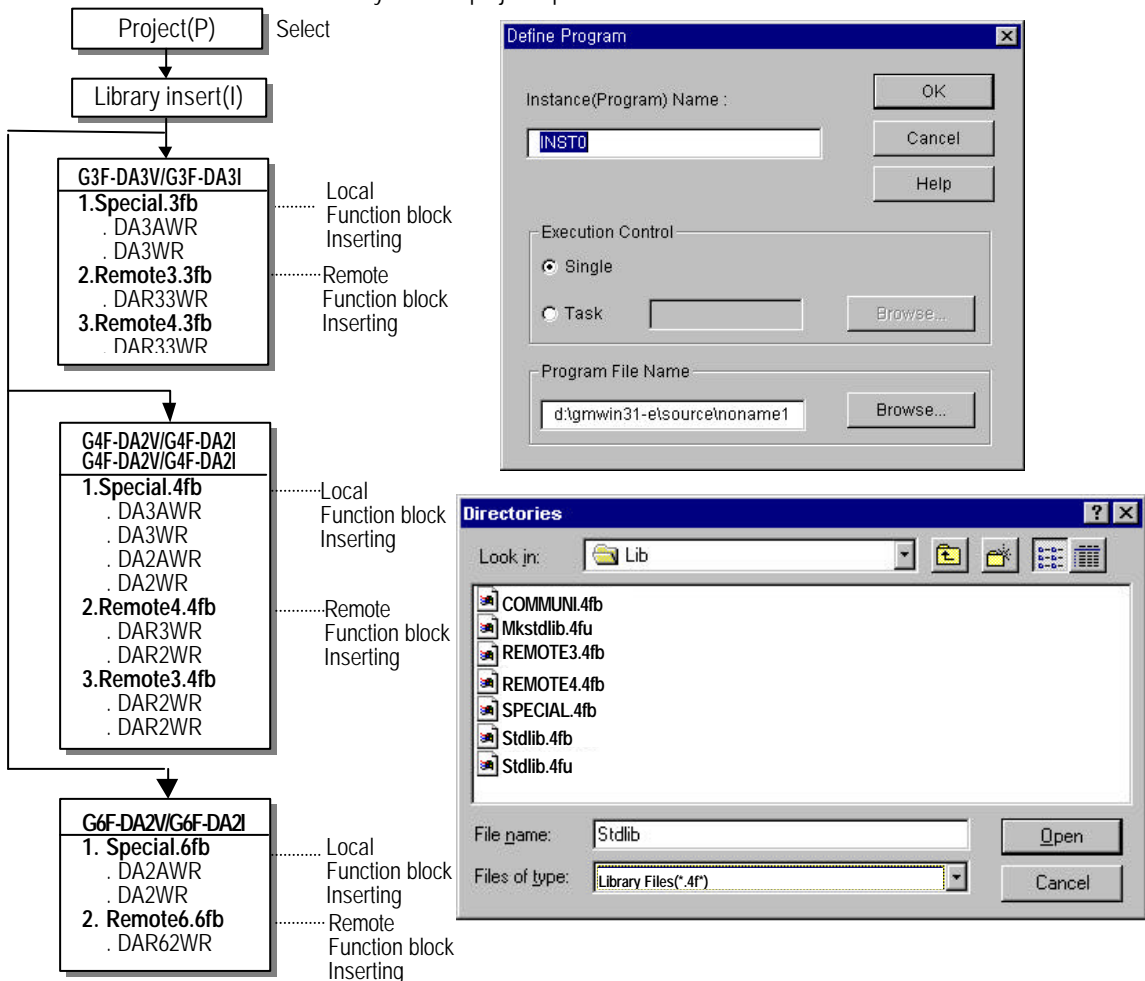 Project(P)
Select
Library insert(I)
G3F-DA3V/G3F-DA3I
1.Special.3fb
. DA3AWR
. DA3WR
2.Remote3.3fb
. DAR33WR
3.Remote4.3fb
. DAR33WR
Local
Function block
Inserting
Remote
Function block
Inserting
G4F-DA2V/G4F-DA2I
G4F-DA2V/G4F-DA2I
1.Special.4fb
. DA3AWR
. DA3WR
. DA2AWR
. DA2WR
2.Remote4.4fb
. DAR3WR
. DAR2WR
3.Remote3.4fb
. DAR2WR
. DAR2WR
Local
Function block
Inserting
Remote
Function block
Inserting
G6F-DA2V/G6F-DA2I
1. Special.6fb
. DA2AWR
. DA2WR
2. Remote6.6fb
. DAR62WR
Local
Function block
Inserting
Remote
Function block
Inserting
Define Program
Instance(Program) Name :
INST0
OK
Cancel
Help
Execution Control
Single
Task
Browse...
Program File Name
d:\gmwin31-e\source\noname1
Browse...
Directories
Look in:
Lib
COMMUNI.4fb
Mkstdlib.4fu
REMOTE3.4fb
REMOTE4.4fb
SPECIAL.4fb
Stdlib.4fb
Stdlib.4fu
File name:
Stdlib
Open
Files of type:
Library Files(*.4f*)
Cancel